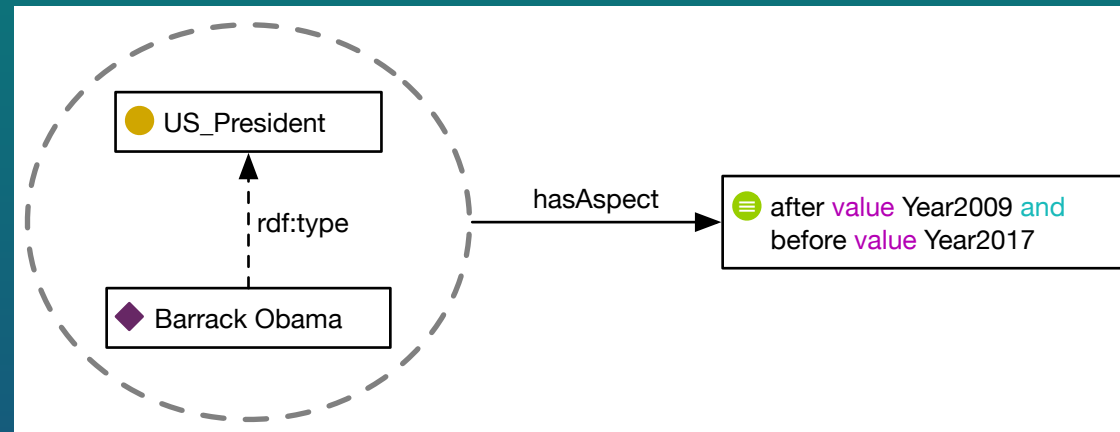 US_President
rdf:type
Barrack Obama
hasAspect
after value Year2009 and
before value Year2017